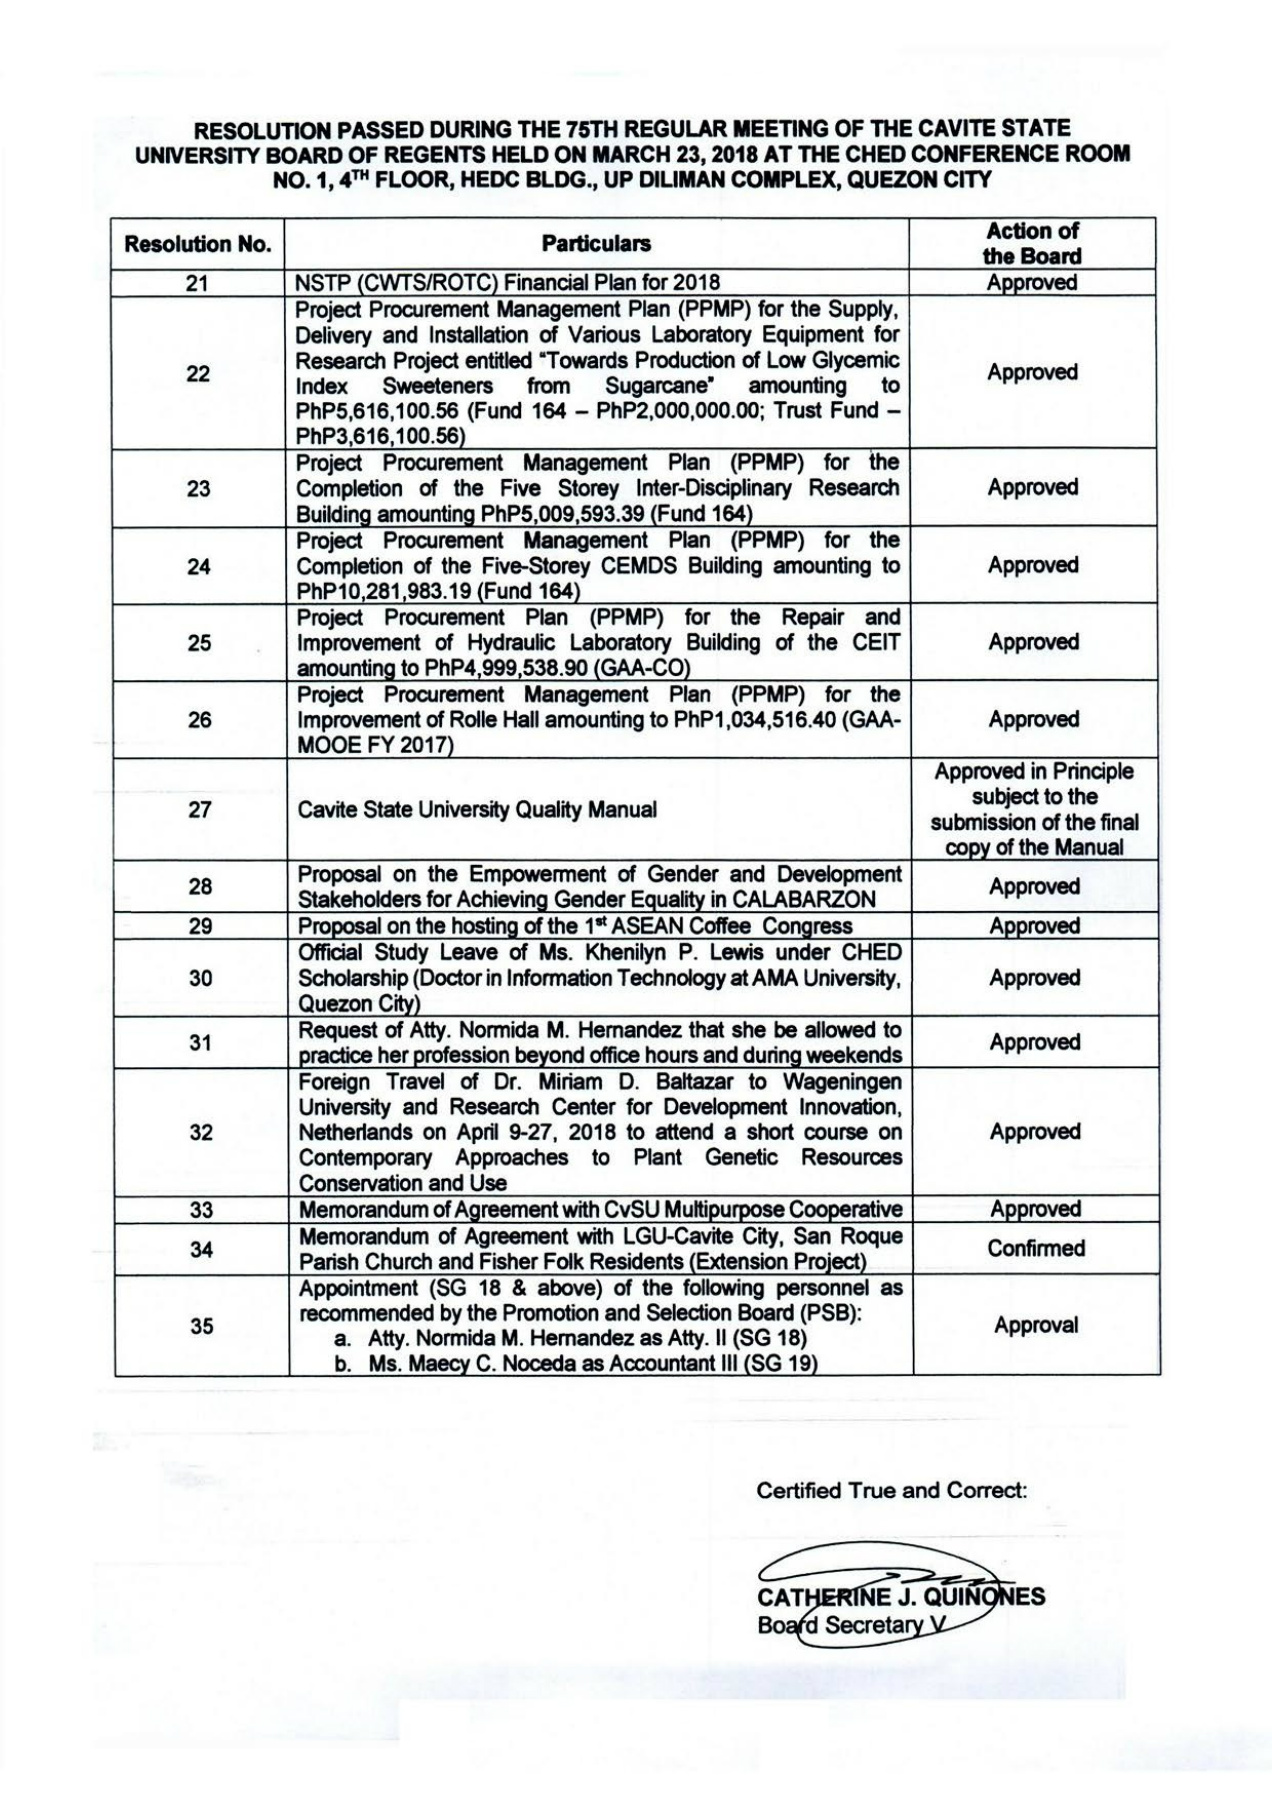 RESOLUTION PASSED DURING THE 75TH REGULAR MEETING OF THE CAVITE STATE
UNIVERSITY BOARD OF REGENTS HELD ON MARCH 23, 2018 AT THE CHED CONFERENCE ROOM
NO. 1, 4TH FLOOR, HEDC BLDG., UP DILIMAN COMPLEX, QUEZON CITY
Resolution No.
Particulars
Action of
the Board
21
NSTP (CWTS/ROTC) Financial Plan for 2018
Approved
22
Project Procurement Management Plan (PPMP) for the Supply,
Delivery and Installation of Various Laboratory Equipment for
Research Project entitled "Towards Production of Low Glycemic
Index Sweeteners from Sugarcane" amounting to
PhP5,616,100.56 (Fund 164 – PhP2,000,000.00; Trust Fund –
PhP3,616,100.56)
Approved
23
Project Procurement Management Plan (PPMP) for the
Completion of the Five Storey Inter-Disciplinary Research
Building amounting PhP5,009,593.39 (Fund 164)
Approved
24
Project Procurement Management Plan (PPMP) for the
Completion of the Five-Storey CEMDS Building amounting to
PhP10,281,983.19 (Fund 164)
Approved
25
Project Procurement Plan (PPMP) for the Repair and
Improvement of Hydraulic Laboratory Building of the CEIT
amounting to PhP4,999,538.90 (GAA-CO)
Approved
26
Project Procurement Management Plan (PPMP) for the
Improvement of Rolle Hall amounting to PhP1,034,516.40 (GAA-
MOOE FY 2017)
Approved
27
Cavite State University Quality Manual
Approved in Principle
subject to the
submission of the final
copy of the Manual
28
Proposal on the Empowerment of Gender and Development
Stakeholders for Achieving Gender Equality in CALABARZON
Approved
29
Proposal on the hosting of the 1st ASEAN Coffee Congress
Approved
30
Official Study Leave of Ms. Khenilyn P. Lewis under CHED
Scholarship (Doctor in Information Technology at AMA University,
Quezon City)
Approved
31
Request of Atty. Normida M. Hernandez that she be allowed to
practice her profession beyond office hours and during weekends
Approved
32
Foreign Travel of Dr. Miriam D. Baltazar to Wageningen
University and Research Center for Development Innovation,
Netherlands on April 9-27, 2018 to attend a short course on
Contemporary Approaches to Plant Genetic Resources
Conservation and Use
Approved
33
Memorandum of Agreement with CvSU Multipurpose Cooperative
Approved
34
Memorandum of Agreement with LGU-Cavite City, San Roque
Parish Church and Fisher Folk Residents (Extension Project)
Confirmed
35
Appointment (SG 18 & above) of the following personnel as
recommended by the Promotion and Selection Board (PSB):
a. Atty. Normida M. Hernandez as Atty. II (SG 18)
b. Ms. Maecy C. Noceda as Accountant III (SG 19)
Approval
Certified True and Correct:
CATHERINE J. QUIÑONES
Board Secretary V